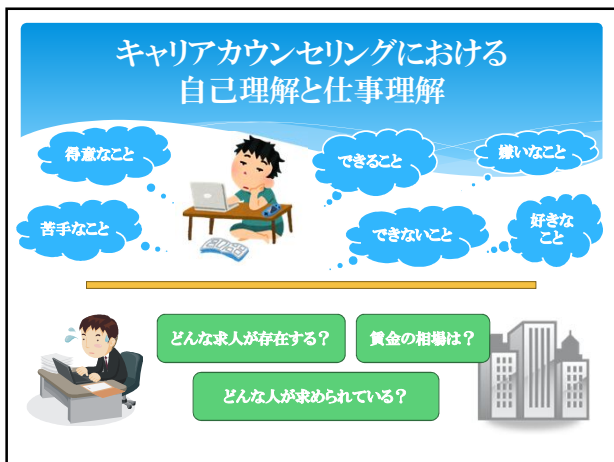 キャリアカウンセリングにおける
自己理解と仕事理解
得意なこと
できること
嫌いなこと
苦手なこと
できないこと
好きな
こと
どんな求人が存在する？
賃金の相場は？
どんな人が求められている？